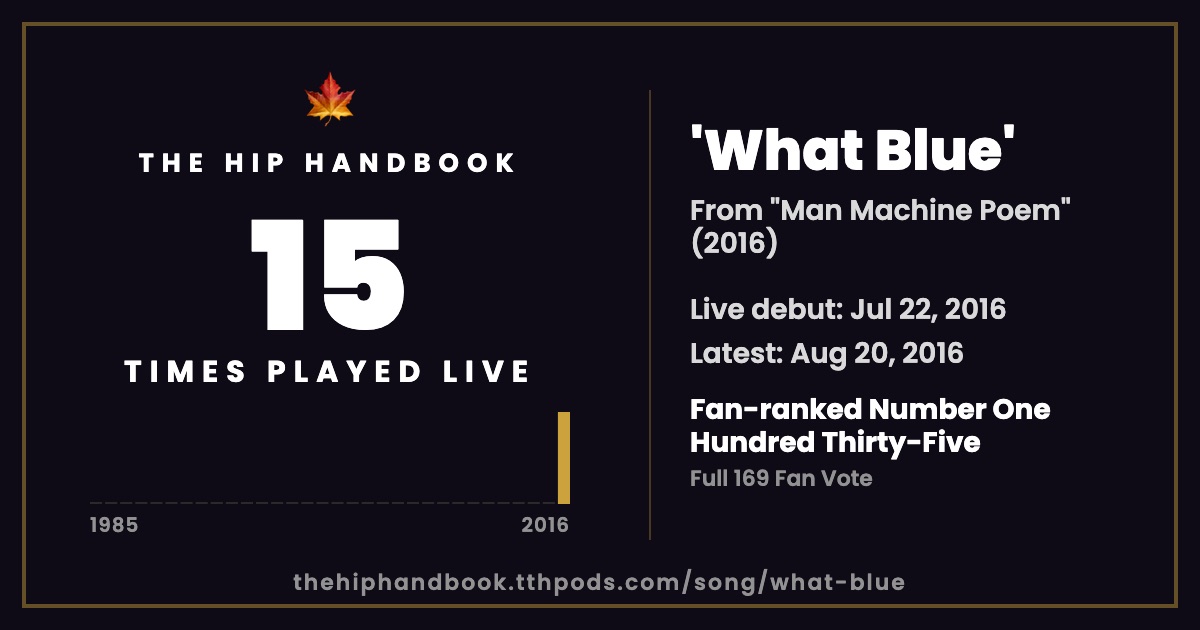 THE HIP HANDBOOK
15
TIMES PLAYED LIVE
1985
2016
'What Blue'
From "Man Machine Poem"
(2016)
Live debut: Jul 22, 2016
Latest: Aug 20, 2016
Fan-ranked Number One
Hundred Thirty-Five
Full 169 Fan Vote
thehiphandbook.tthpods.com/song/what-blue